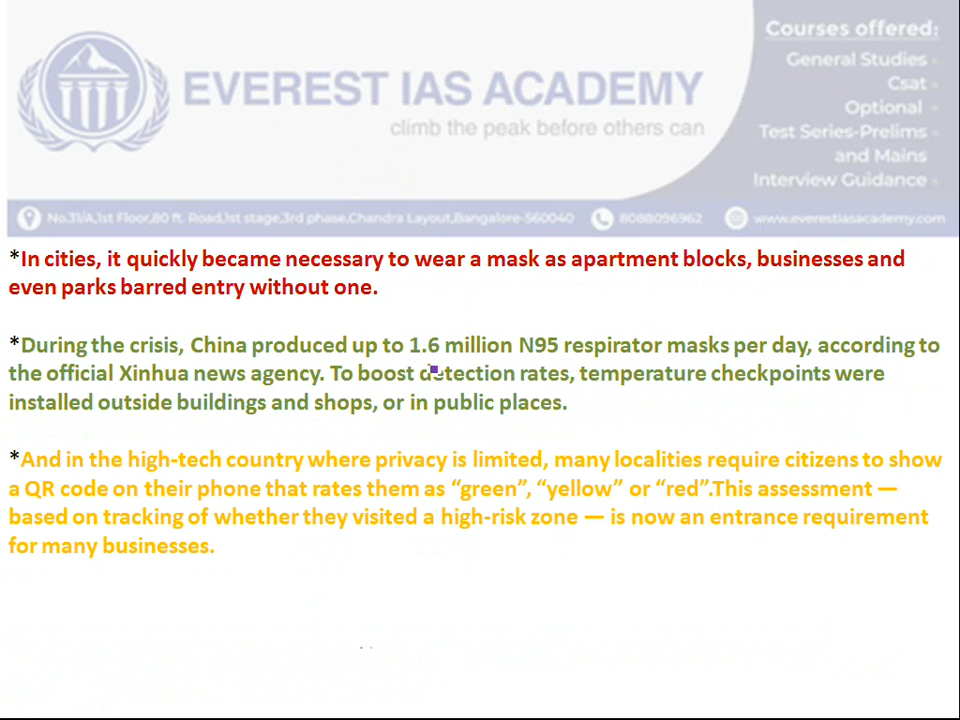 EVEREST IAS ACADEMY
climb the peak before others can
Courses offered:
General Studies
Csat
Optional
Test Series-Prelims
and Mains
Interview Guidance
No.31/A,1st Floor,80 ft. Road,1st stage,3rd phase,Chandra Layout,Bangalore-560040
8088096962
www.everestiasacademy.com
*In cities, it quickly became necessary to wear a mask as apartment blocks, businesses and
even parks barred entry without one.
*During the crisis, China produced up to 1.6 million N95 respirator masks per day, according to
the official Xinhua news agency. To boost detection rates, temperature checkpoints were
installed outside buildings and shops, or in public places.
*And in the high-tech country where privacy is limited, many localities require citizens to show
a QR code on their phone that rates them as “green”, “yellow” or “red”.This assessment —
based on tracking of whether they visited a high-risk zone — is now an entrance requirement
for many businesses.